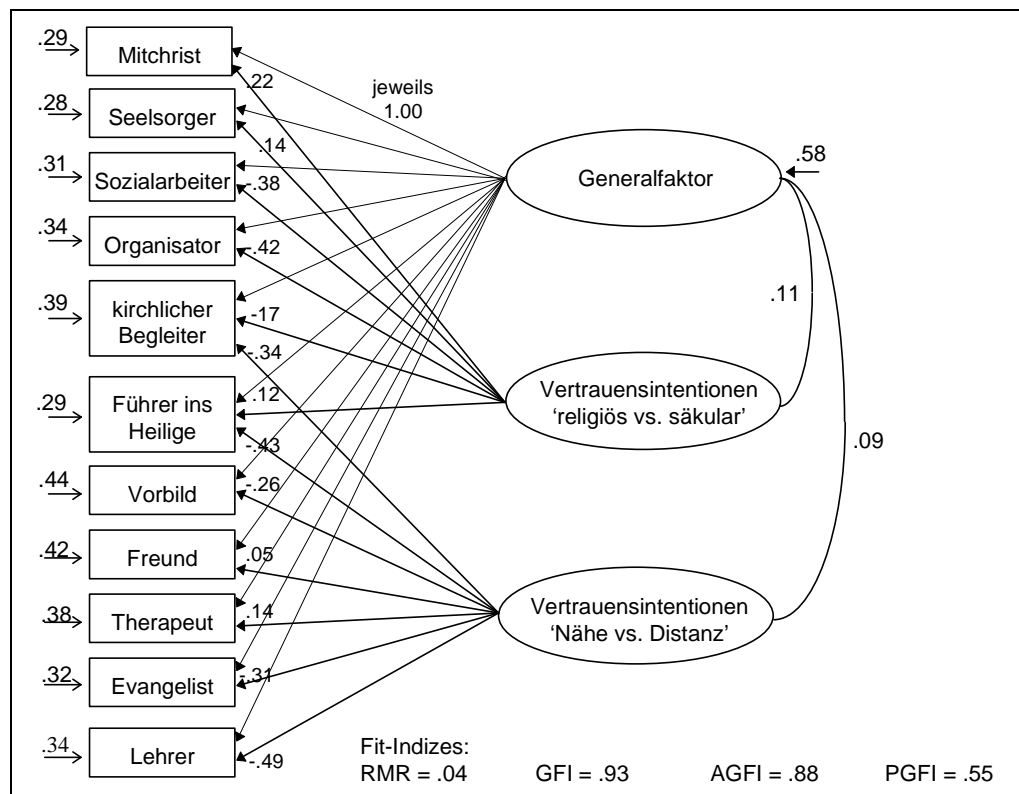 .29
Mitchrist
.22
jeweils
1.00
.28
Seelsorger
.14
.31
Sozialarbeiter
-.38
Generalfaktor
.58
.34
Organisator
-.42
.39
kirchlicher
Begleiter
-.17
-.34
.11
.29
Führer ins
Heilige
.12
-.43
Vertrauensintentionen
‘religiös vs. säkular’
.09
.44
Vorbild
-.26
.42
Freund
.05
.38
Therapeut
.14
Vertrauensintentionen
‘Nähe vs. Distanz’
.32
Evangelist
-.31
.34
Lehrer
-.49
Fit-Indizes:
RMR = .04 GFI = .93 AGFI = .88 PGFI = .55